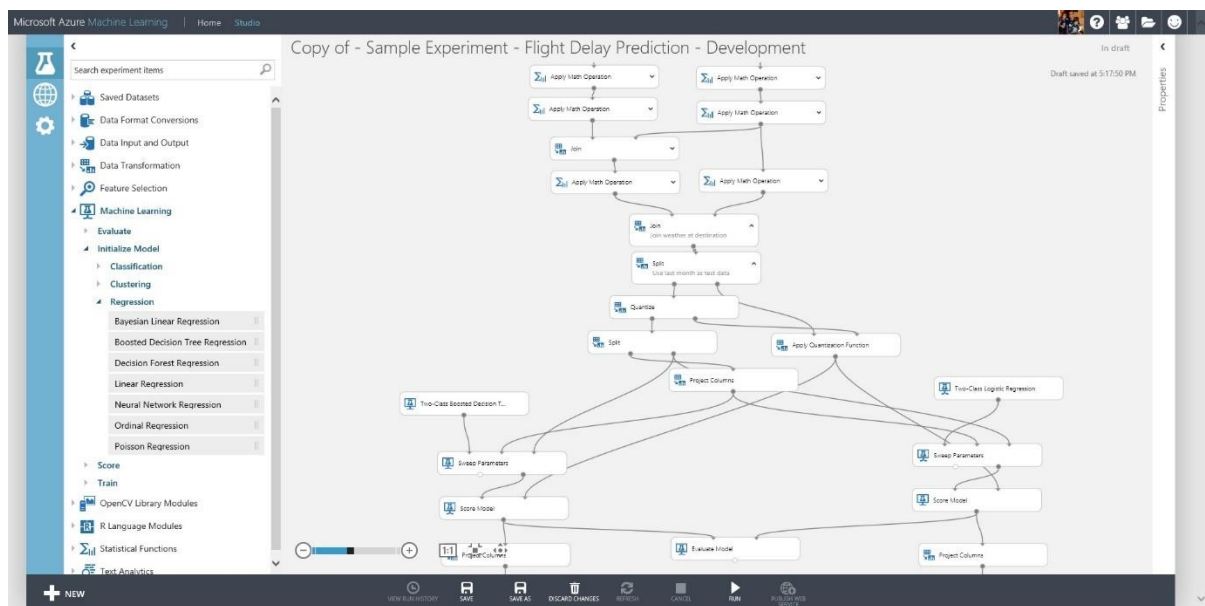 Microsoft Azure Machine Learning | Home Studio
Copy of - Sample Experiment - Flight Delay Prediction - Development
In draft
Draft saved at 5:17:50 PM
Properties
Search experiment items
Saved Datasets
Data Format Conversions
Data Input and Output
Data Transformation
Feature Selection
Machine Learning
Evaluate
Initialize Model
Classification
Clustering
Regression
Bayesian Linear Regression
Boosted Decision Tree Regression
Decision Forest Regression
Linear Regression
Neural Network Regression
Ordinal Regression
Poisson Regression
Score
Train
OpenCV Library Modules
R Language Modules
Statistical Functions
Text Analytics
Apply Math Operation
Apply Math Operation
Apply Math Operation
Apply Math Operation
Join
Apply Math Operation
Apply Math Operation
Join
Join weather at destination
Split
Use last month as test data
Quantize
Split
Apply Quantization Function
Project Columns
Two-Class Boosted Decision T...
Two-Class Logistic Regression
Sweep Parameters
Sweep Parameters
Score Model
Score Model
1:1
Project Columns
Evaluate Model
Project Columns
NEW
VIEW RUN HISTORY
SAVE
SAVE AS
DISCARD CHANGES
REFRESH
CANCEL
RUN
PUBLISH WEB SERVICE